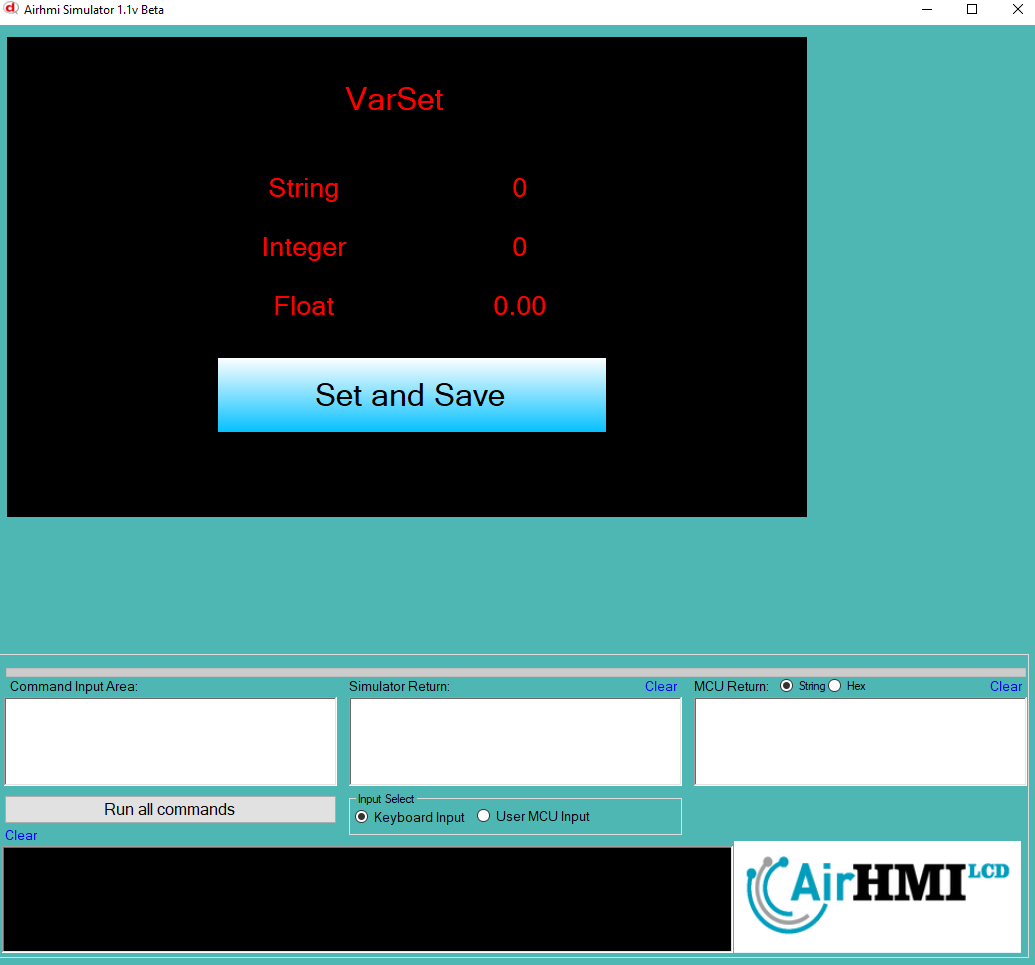 Airhmi Simulator 1.1v Beta
VarSet
String 0
Integer 0
Float 0.00
Set and Save
Command Input Area:
Simulator Return: Clear
MCU Return: String Hex Clear
Run all commands
Input Select
Keyboard Input User MCU Input
Clear
AirHMI LCD